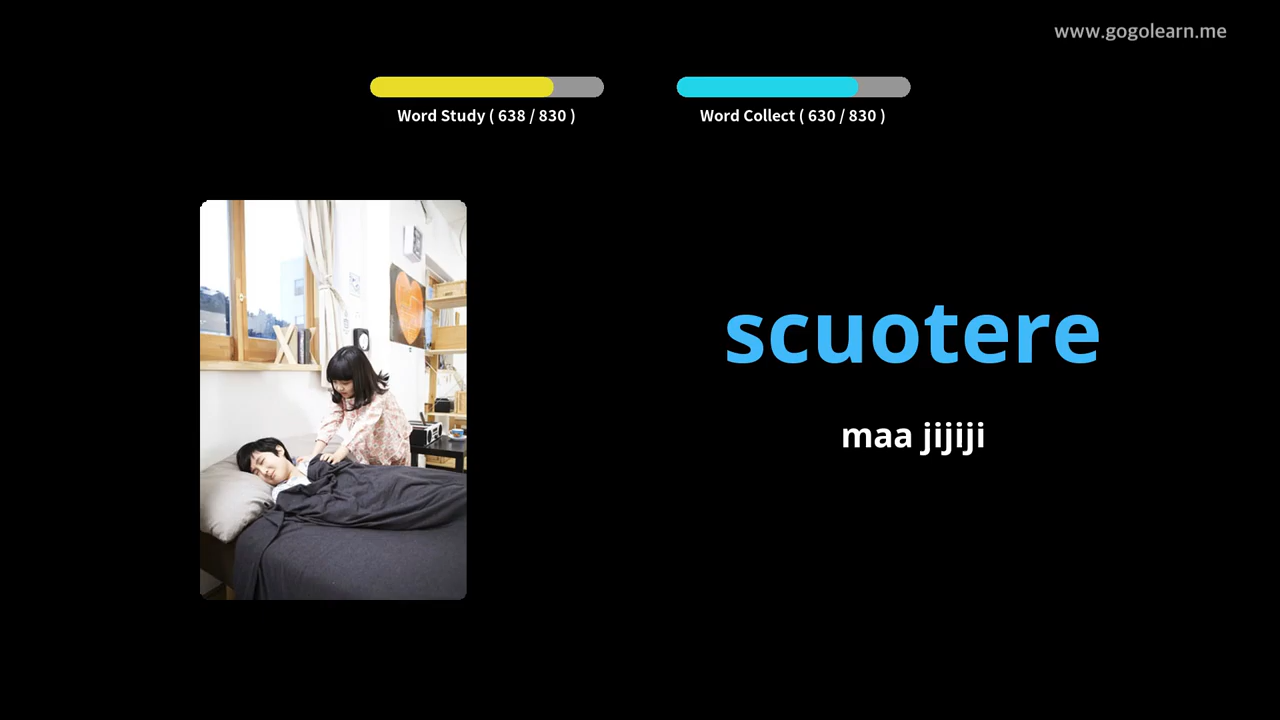 www.gogolearn.me
Word Study ( 638 / 830 )
Word Collect ( 630 / 830 )
scuotere
maa jijiji